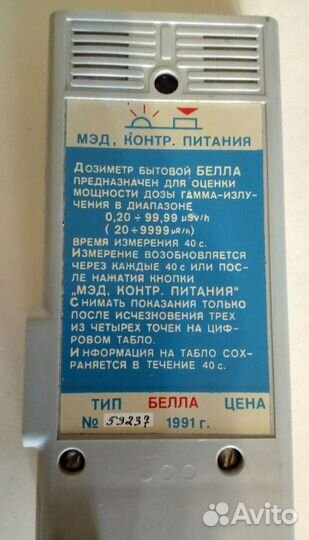 МЭД, КОНТР. ПИТАНИЯ
ДОЗИМЕТР БЫТОВОЙ БЕЛЛА
ПРЕДНАЗНАЧЕН ДЛЯ ОЦЕНКИ
МОЩНОСТИ ДОЗЫ ГАММА-ИЗЛУ-
ЧЕНИЯ В ДИАПАЗОНЕ
0,20÷99,99 μSv/h
(20÷9999 μR/h)
ВРЕМЯ ИЗМЕРЕНИЯ 40 с.
ИЗМЕРЕНИЕ ВОЗОБНОВЛЯЕТСЯ
ЧЕРЕЗ КАЖДЫЕ 40 с ИЛИ ПОС-
ЛЕ НАЖАТИЯ КНОПКИ
„МЭД. КОНТР. ПИТАНИЯ“
СНИМАТЬ ПОКАЗАНИЯ ТОЛЬКО
ПОСЛЕ ИСЧЕЗНОВЕНИЯ ТРЕХ
ИЗ ЧЕТЫРЕХ ТОЧЕК НА ЦИФ-
РОВОМ ТАБЛО.
ИНФОРМАЦИЯ НА ТАБЛО СОХ-
РАНЯЕТСЯ В ТЕЧЕНИЕ 40 с.
ТИП БЕЛЛА ЦЕНА
№ 59237 1991 г.
Avito